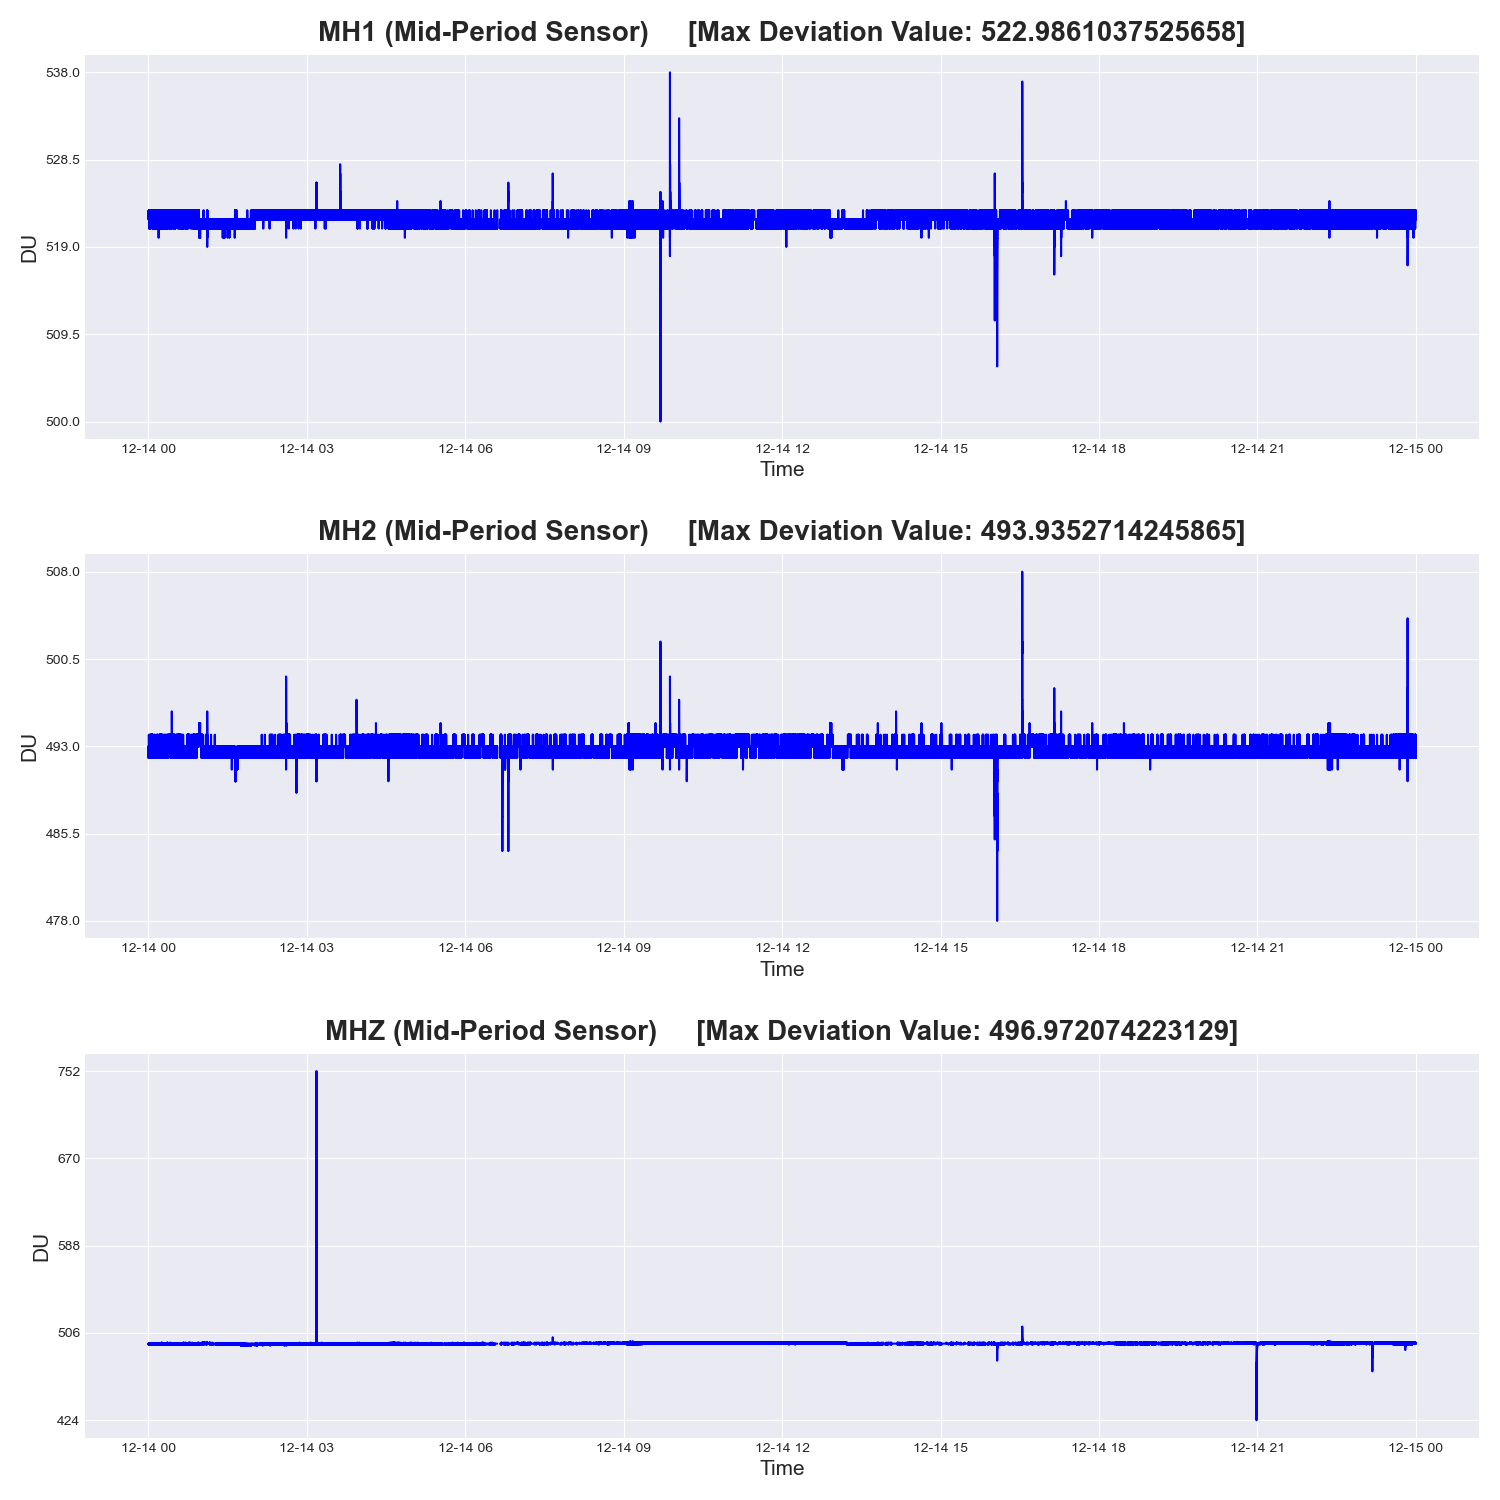 MH1 (Mid-Period Sensor) [Max Deviation Value: 522.9861037525658]
538.0
528.5
519.0
509.5
500.0
DU
12-14 00 12-14 03 12-14 06 12-14 09 12-14 12 12-14 15 12-14 18 12-14 21 12-15 00
Time
MH2 (Mid-Period Sensor) [Max Deviation Value: 493.9352714245865]
508.0
500.5
493.0
485.5
478.0
DU
12-14 00 12-14 03 12-14 06 12-14 09 12-14 12 12-14 15 12-14 18 12-14 21 12-15 00
Time
MHZ (Mid-Period Sensor) [Max Deviation Value: 496.972074223129]
752
670
588
506
424
DU
12-14 00 12-14 03 12-14 06 12-14 09 12-14 12 12-14 15 12-14 18 12-14 21 12-15 00
Time